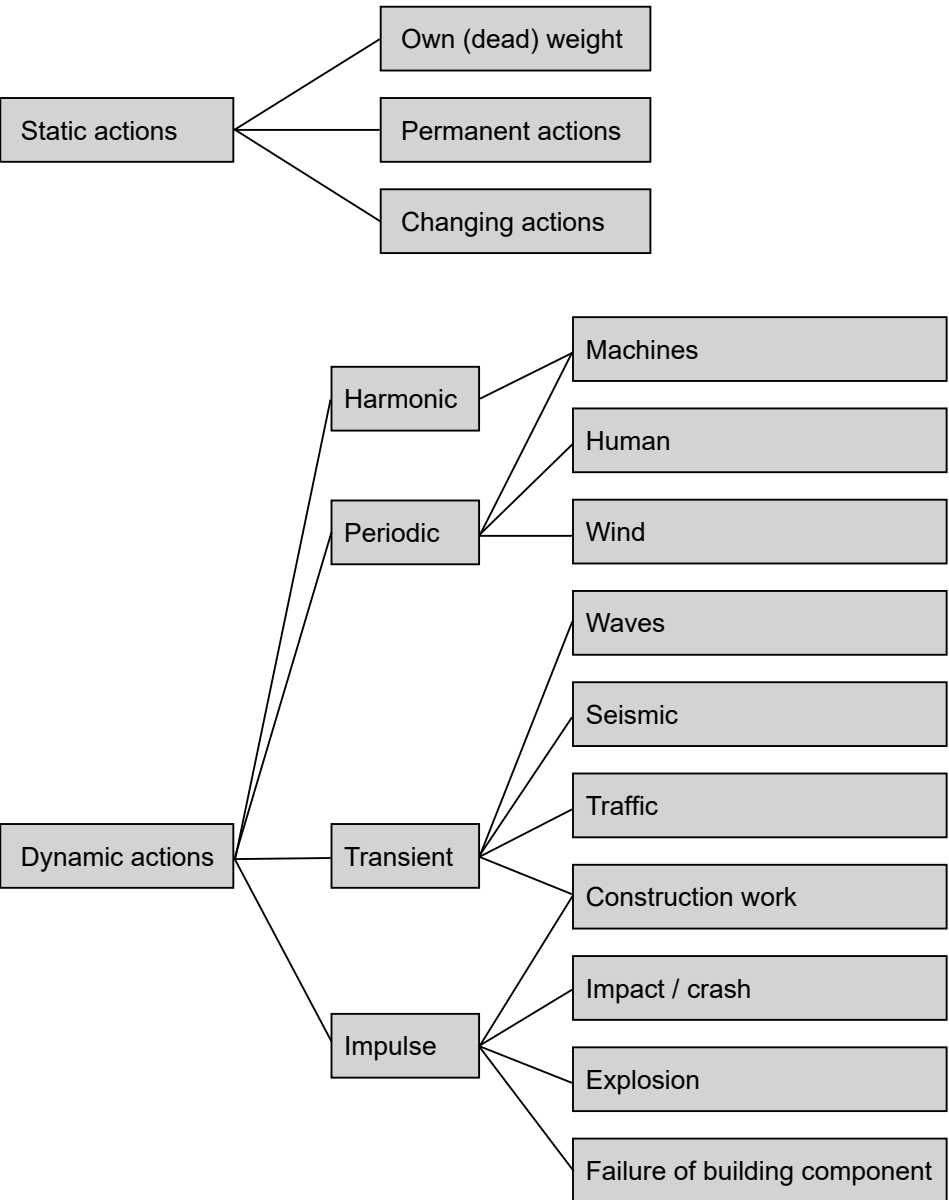 Own (dead) weight
Static actions
Permanent actions
Changing actions
Machines
Harmonic
Human
Periodic
Wind
Waves
Seismic
Traffic
Dynamic actions
Transient
Construction work
Impact / crash
Impulse
Explosion
Failure of building component